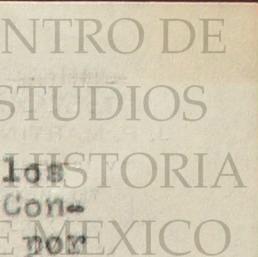 NTRO DE
STUDIOS
los
HISTORIA
Con-
E MEXICO
por